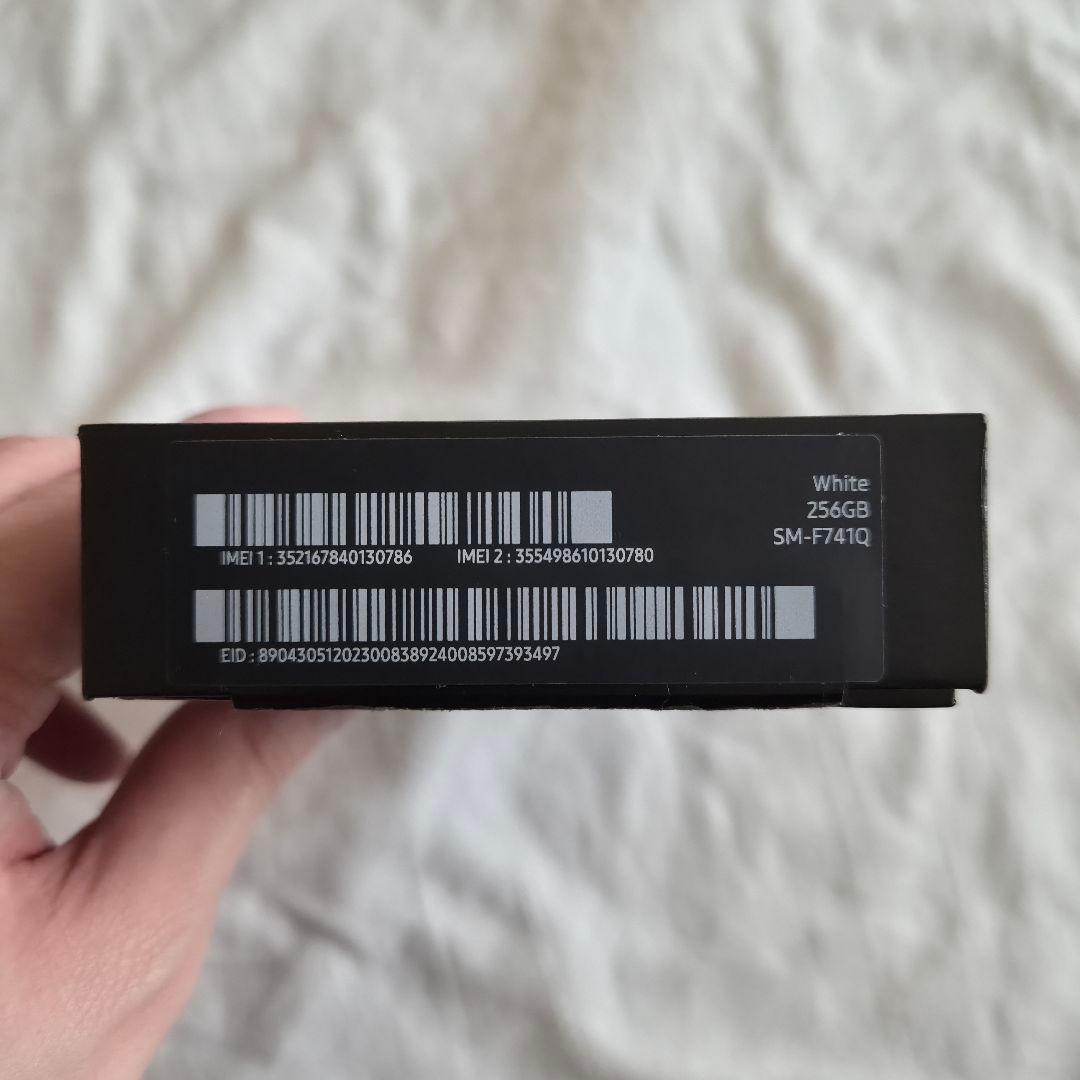 White
256GB
SM-F741Q
IMEI 1 : 352167840130786 IMEI 2 : 355498610130780
EID : 89043051202300838924008597393497